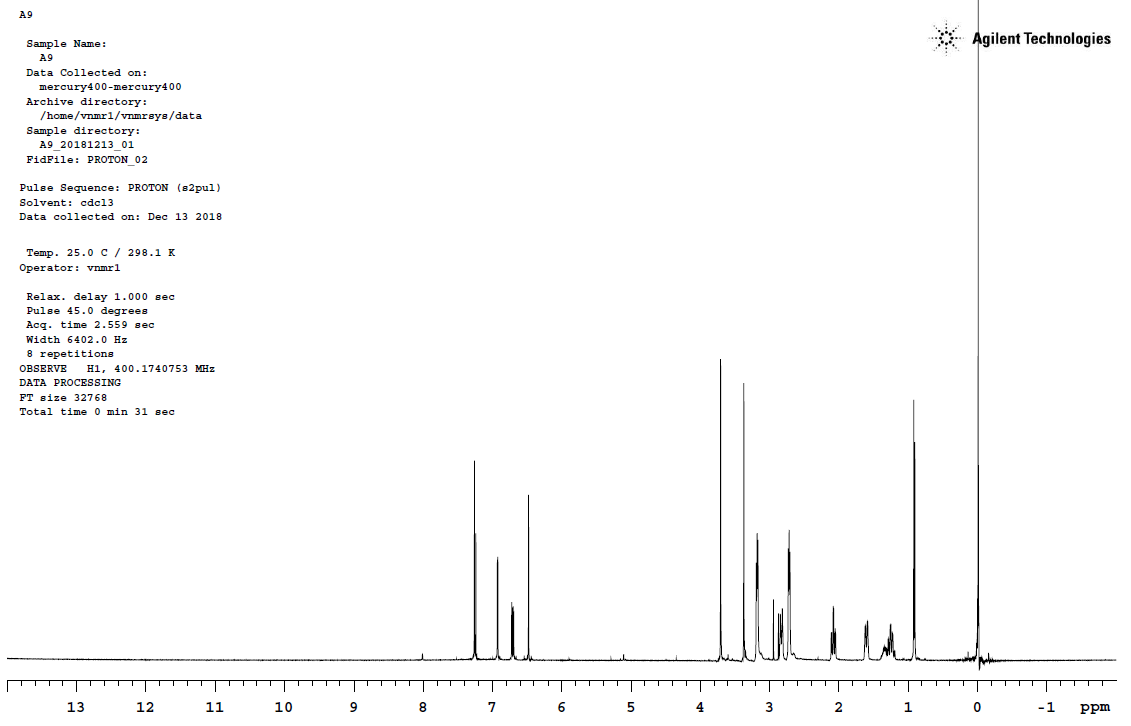 A9
Agilent Technologies
Sample Name:
A9
Data Collected on:
mercury400-mercury400
Archive directory:
/home/vnmr1/vnmrsys/data
Sample directory:
A9_20181213_01
FidFile: PROTON_02
Pulse Sequence: PROTON (s2pul)
Solvent: cdcl3
Data collected on: Dec 13 2018
Temp. 25.0 C / 298.1 K
Operator: vnmr1
Relax. delay 1.000 sec
Pulse 45.0 degrees
Acq. time 2.559 sec
Width 6402.0 Hz
8 repetitions
OBSERVE H1, 400.1740753 MHz
DATA PROCESSING
FT size 32768
Total time 0 min 31 sec
13 12 11 10 9 8 7 6 5 4 3 2 1 0 -1 ppm